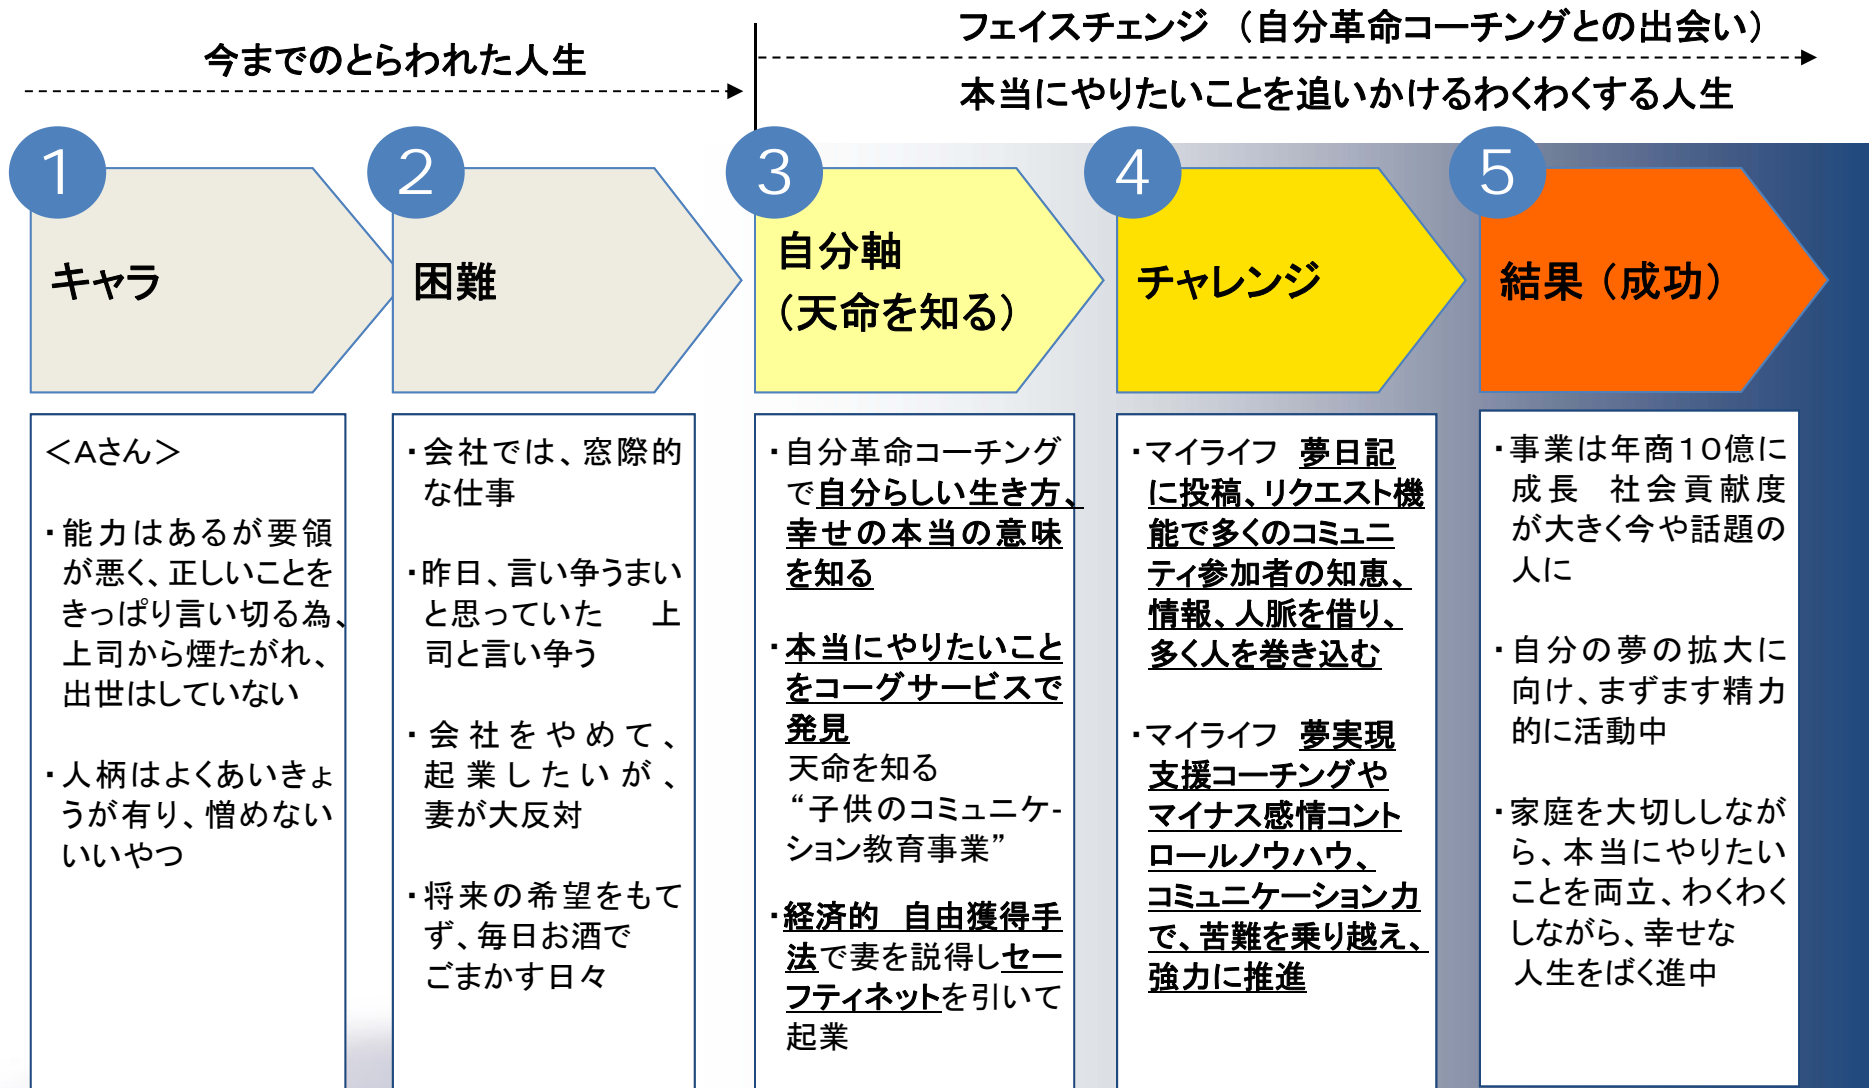 今までのとらわれた人生
フェイスチェンジ （自分革命コーチングとの出会い）
本当にやりたいことを追いかけるわくわくする人生
1
キャラ
2
困難
3
自分軸
（天命を知る）
4
チャレンジ
5
結果（成功）
＜Aさん＞
・能力はあるが要領
が悪く、正しいことを
きっぱり言い切る為、
上司から煙たがれ、
出世はしていない
・人柄はよくあいきょ
うが有り、憎めない
いいやつ
・会社では、窓際的
な仕事
・昨日、言い争うまい
と思っていた　上
司と言い争う
・会社をやめて、
起業したいが、
妻が大反対
・将来の希望をもて
ず、毎日お酒で
ごまかす日々
・自分革命コーチング
で自分らしい生き方、
幸せの本当の意味
を知る
・本当にやりたいこと
をコーグサービスで
発見
天命を知る
“子供のコミュニケ-
ション教育事業”
・経済的　自由獲得手
法で妻を説得しセー
フティネットを引いて
起業
・マイライフ　夢日記
に投稿、リクエスト機
能で多くのコミュニ
ティ参加者の知恵、
情報、人脈を借り、
多く人を巻き込む
・マイライフ　夢実現
支援コーチングや
マイナス感情コント
ロールノウハウ、
コミュニケーション力
で、苦難を乗り越え、
強力に推進
・事業は年商１０億に
成長　社会貢献度
が大きく今や話題の
人に
・自分の夢の拡大に
向け、まずます精力
的に活動中
・家庭を大切ししなが
ら、本当にやりたい
ことを両立、わくわく
しながら、幸せな
人生をばく進中